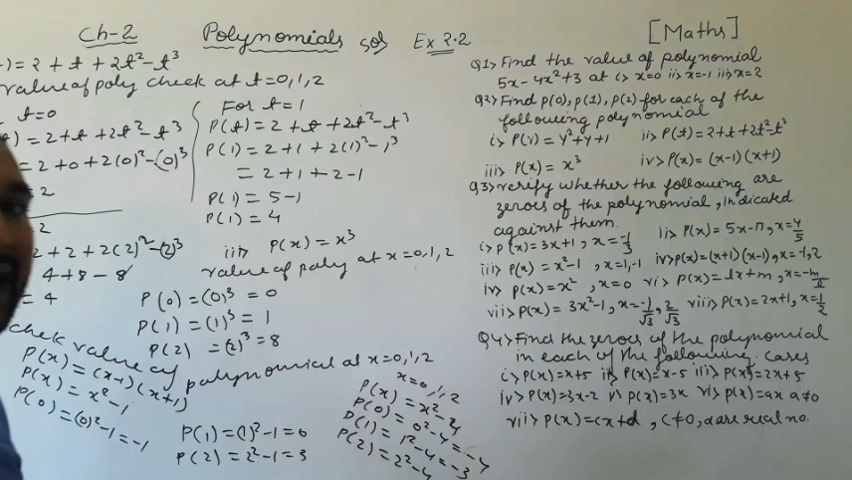 Ch-2 Polynomials sol Ex 2.2
) = 2 + t + 2t² - t³
value of poly check at t=0,1,2
t=0
t) = 2+t+2t²-t³
= 2+0+2(0)²-(0)³
= 2
2
2+2+2(2)²-(2)³
4+8-8
= 4
For t=1
P(t) = 2+t+2t²-t³
P(1) = 2+1+2(1)²-1³
= 2+1+2-1
P(1) = 5-1
P(1) = 4
iii> P(x) = x³
value of poly at x=0,1,2
P(0) = (0)³ = 0
P(1) = (1)³ = 1
P(2) = (2)³ = 8
chek value of polynomial at x=0,1,2
P(x) = (x-1)(x+1)
P(x) = x²-1
P(0) = (0)²-1 = -1
P(1) = (1)²-1 = 0
P(2) = 2²-1 = 3
x=0,1,2
P(x) = x²-4
P(0) = 0²-4 = -4
P(1) = 1²-4 = -3
P(2) = 2²-4
[Maths]
Q1> Find the value of polynomial
5x-4x²+3 at i> x=0 ii> x=-1 iii> x=2
Q2> Find p(0), p(1), p(2) for each of the
following polynomial
i> P(y) = y²+y+1 ii> P(t) = 2+t+2t²-t³
iii> P(x) = x³ iv> P(x) = (x-1)(x+1)
Q3> verify whether the following are
zeroes of the polynomial, indicated
against them.
i> P(x) = 3x+1, x = -1/3 ii> P(x) = 5x-π, x = 4/5
iii> P(x) = x²-1, x=1,-1 iv> P(x) = (x+1)(x-1), x=-1,2
iv> P(x) = x², x=0 vi> P(x) = lx+m, x = -m/l
vii> P(x) = 3x²-1, x = -1/√3, 2/√3 viii> P(x) = 2x+1, x = 1/2
Q4> Find the zeroes of the polynomial
in each of the following cases
i> P(x) = x+5 ii> P(x) = x-5 iii> P(x) = 2x+5
iv> P(x) = 3x-2 v> P(x) = 3x vi> P(x) = ax a≠0
vii> P(x) = cx+d, c≠0, d are real no.